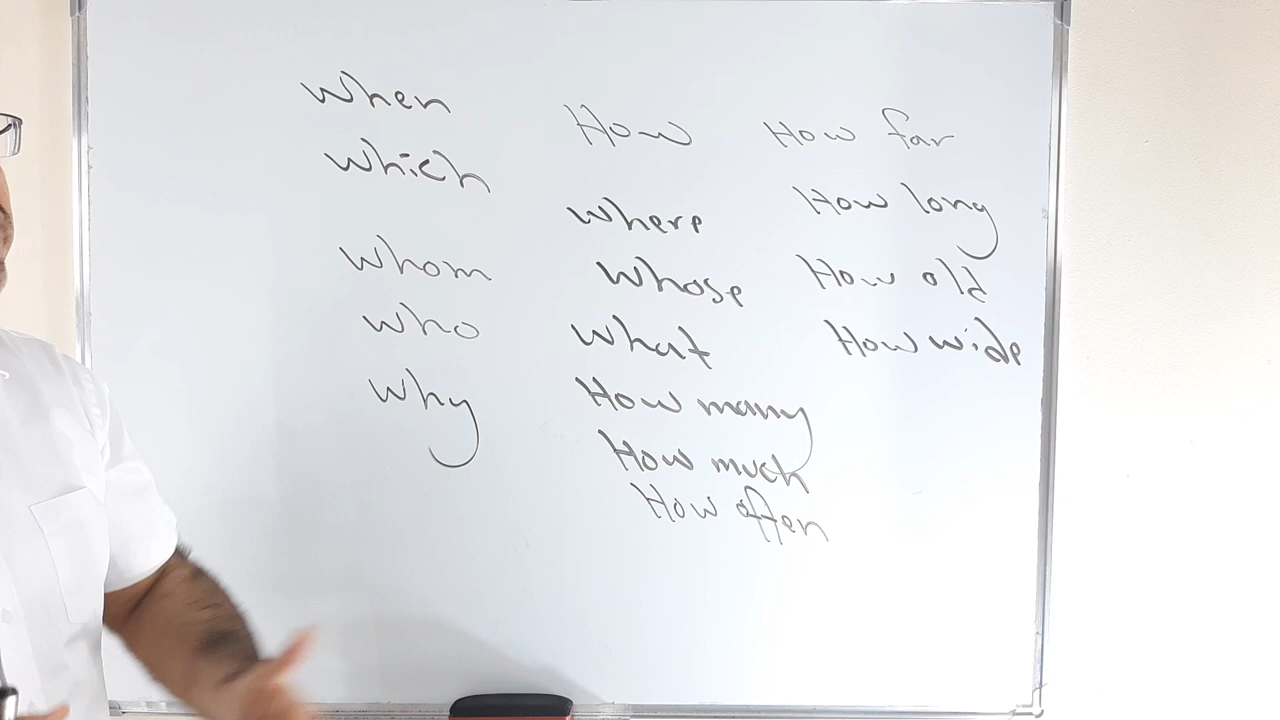 When
Which
Whom
Who
Why
How
Where
Whose
What
How many
How much
How often
How far
How long
How old
How wide